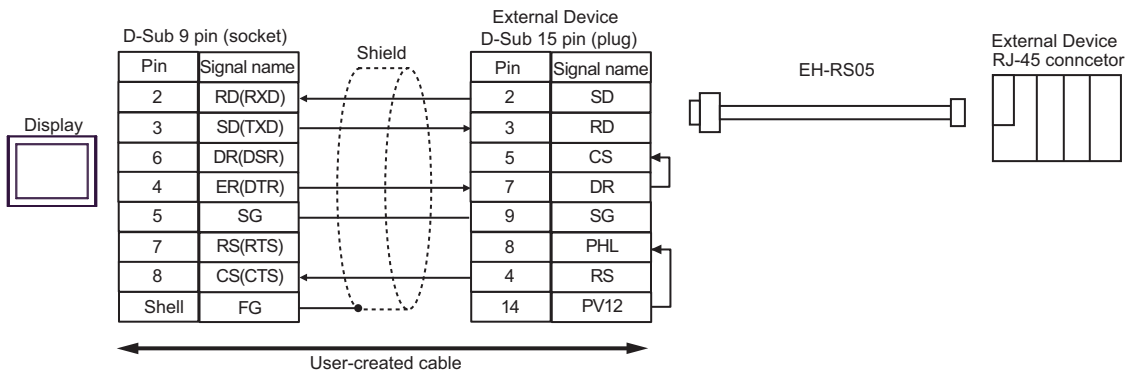 External Device
D-Sub 9 pin (socket)
D-Sub 15 pin (plug)
Shield
External Device
RJ-45 conncetor
EH-RS05
Display
Pin Signal name Pin Signal name
2 RD(RXD) 2 SD
3 SD(TXD) 3 RD
6 DR(DSR) 5 CS
4 ER(DTR) 7 DR
5 SG 9 SG
7 RS(RTS) 8 PHL
8 CS(CTS) 4 RS
Shell FG 14 PV12
User-created cable